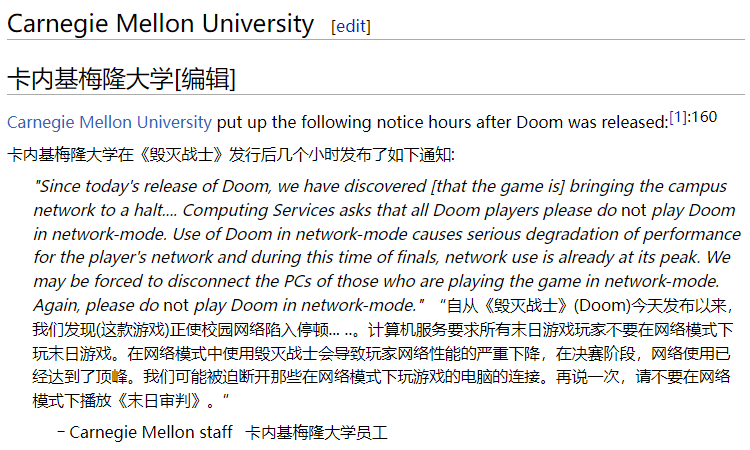 Carnegie Mellon University [edit]
卡内基梅隆大学[编辑]
Carnegie Mellon University put up the following notice hours after Doom was released:[1]:160
卡内基梅隆大学在《毁灭战士》发行后几个小时发布了如下通知:
"Since today's release of Doom, we have discovered [that the game is] bringing the campus
network to a halt.... Computing Services asks that all Doom players please do not play Doom
in network-mode. Use of Doom in network-mode causes serious degradation of performance
for the player's network and during this time of finals, network use is already at its peak. We
may be forced to disconnect the PCs of those who are playing the game in network-mode.
Again, please do not play Doom in network-mode." “自从《毁灭战士》(Doom)今天发布以来，
我们发现(这款游戏)正使校园网络陷入停顿... ..。计算机服务要求所有末日游戏玩家不要在网络模式下
玩末日游戏。在网络模式中使用毁灭战士会导致玩家网络性能的严重下降，在决赛阶段，网络使用已
经达到了顶峰。我们可能被迫断开那些在网络模式下玩游戏的电脑的连接。再说一次，请不要在网络
模式下播放《末日审判》。“
– Carnegie Mellon staff 卡内基梅隆大学员工